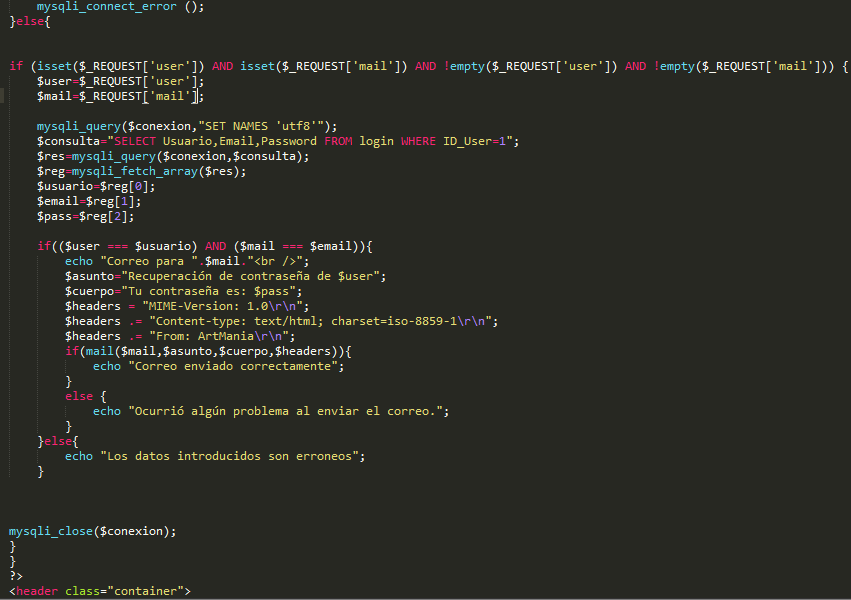 mysqli_connect_error ();
}else{
if (isset($_REQUEST['user']) AND isset($_REQUEST['mail']) AND !empty($_REQUEST['user']) AND !empty($_REQUEST['mail'])) {
$user=$_REQUEST['user'];
$mail=$_REQUEST['mail'];
mysqli_query($conexion,"SET NAMES 'utf8'");
$consulta="SELECT Usuario,Email,Password FROM login WHERE ID_User=1";
$res=mysqli_query($conexion,$consulta);
$reg=mysqli_fetch_array($res);
$usuario=$reg[0];
$email=$reg[1];
$pass=$reg[2];
if(($user === $usuario) AND ($mail === $email)){
echo "Correo para ".$mail."<br />";
$asunto="Recuperación de contraseña de $user";
$cuerpo="Tu contraseña es: $pass";
$headers = "MIME-Version: 1.0\r\n";
$headers .= "Content-type: text/html; charset=iso-8859-1\r\n";
$headers .= "From: ArtMania\r\n";
if(mail($mail,$asunto,$cuerpo,$headers)){
echo "Correo enviado correctamente";
}
else {
echo "Ocurrió algún problema al enviar el correo.";
}
}else{
echo "Los datos introducidos son erroneos";
}
mysqli_close($conexion);
}
}
?>
<header class="container">